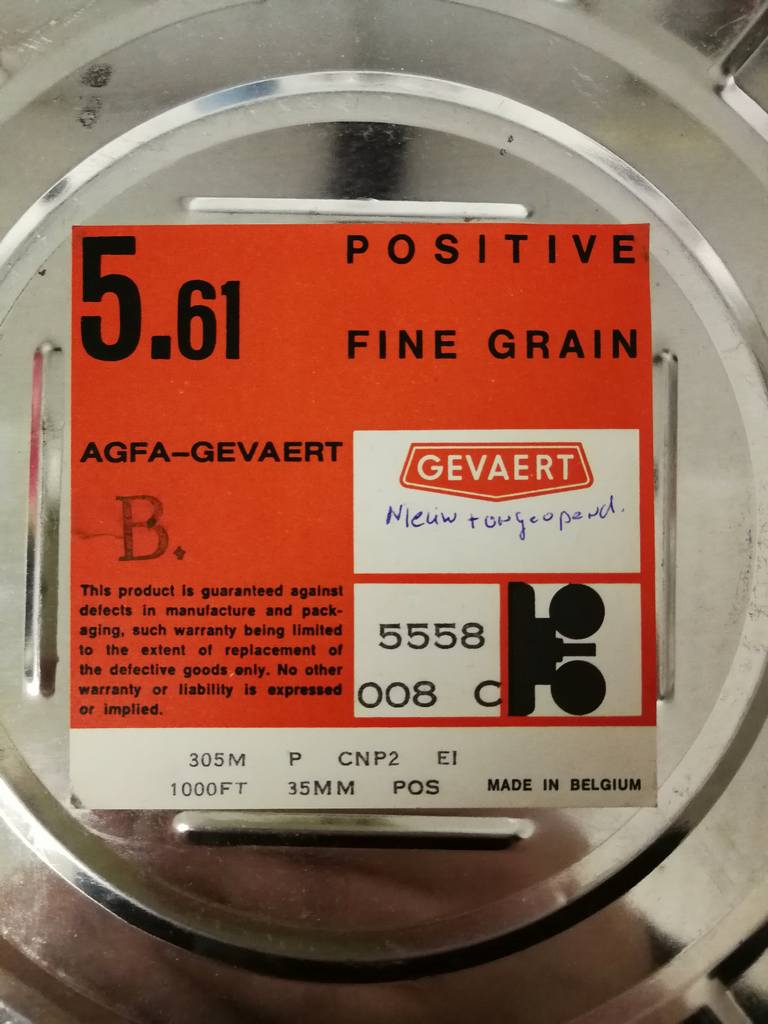 5.61
POSITIVE
FINE GRAIN
AGFA–GEVAERT
GEVAERT
Nieuw + ongeopend.
B.
This product is guaranteed against
defects in manufacture and pack-
aging, such warranty being limited
to the extent of replacement of
the defective goods only. No other
warranty or liability is expressed
or implied.
5558
008 C
305M P CNP2 EI
1000FT 35MM POS
MADE IN BELGIUM